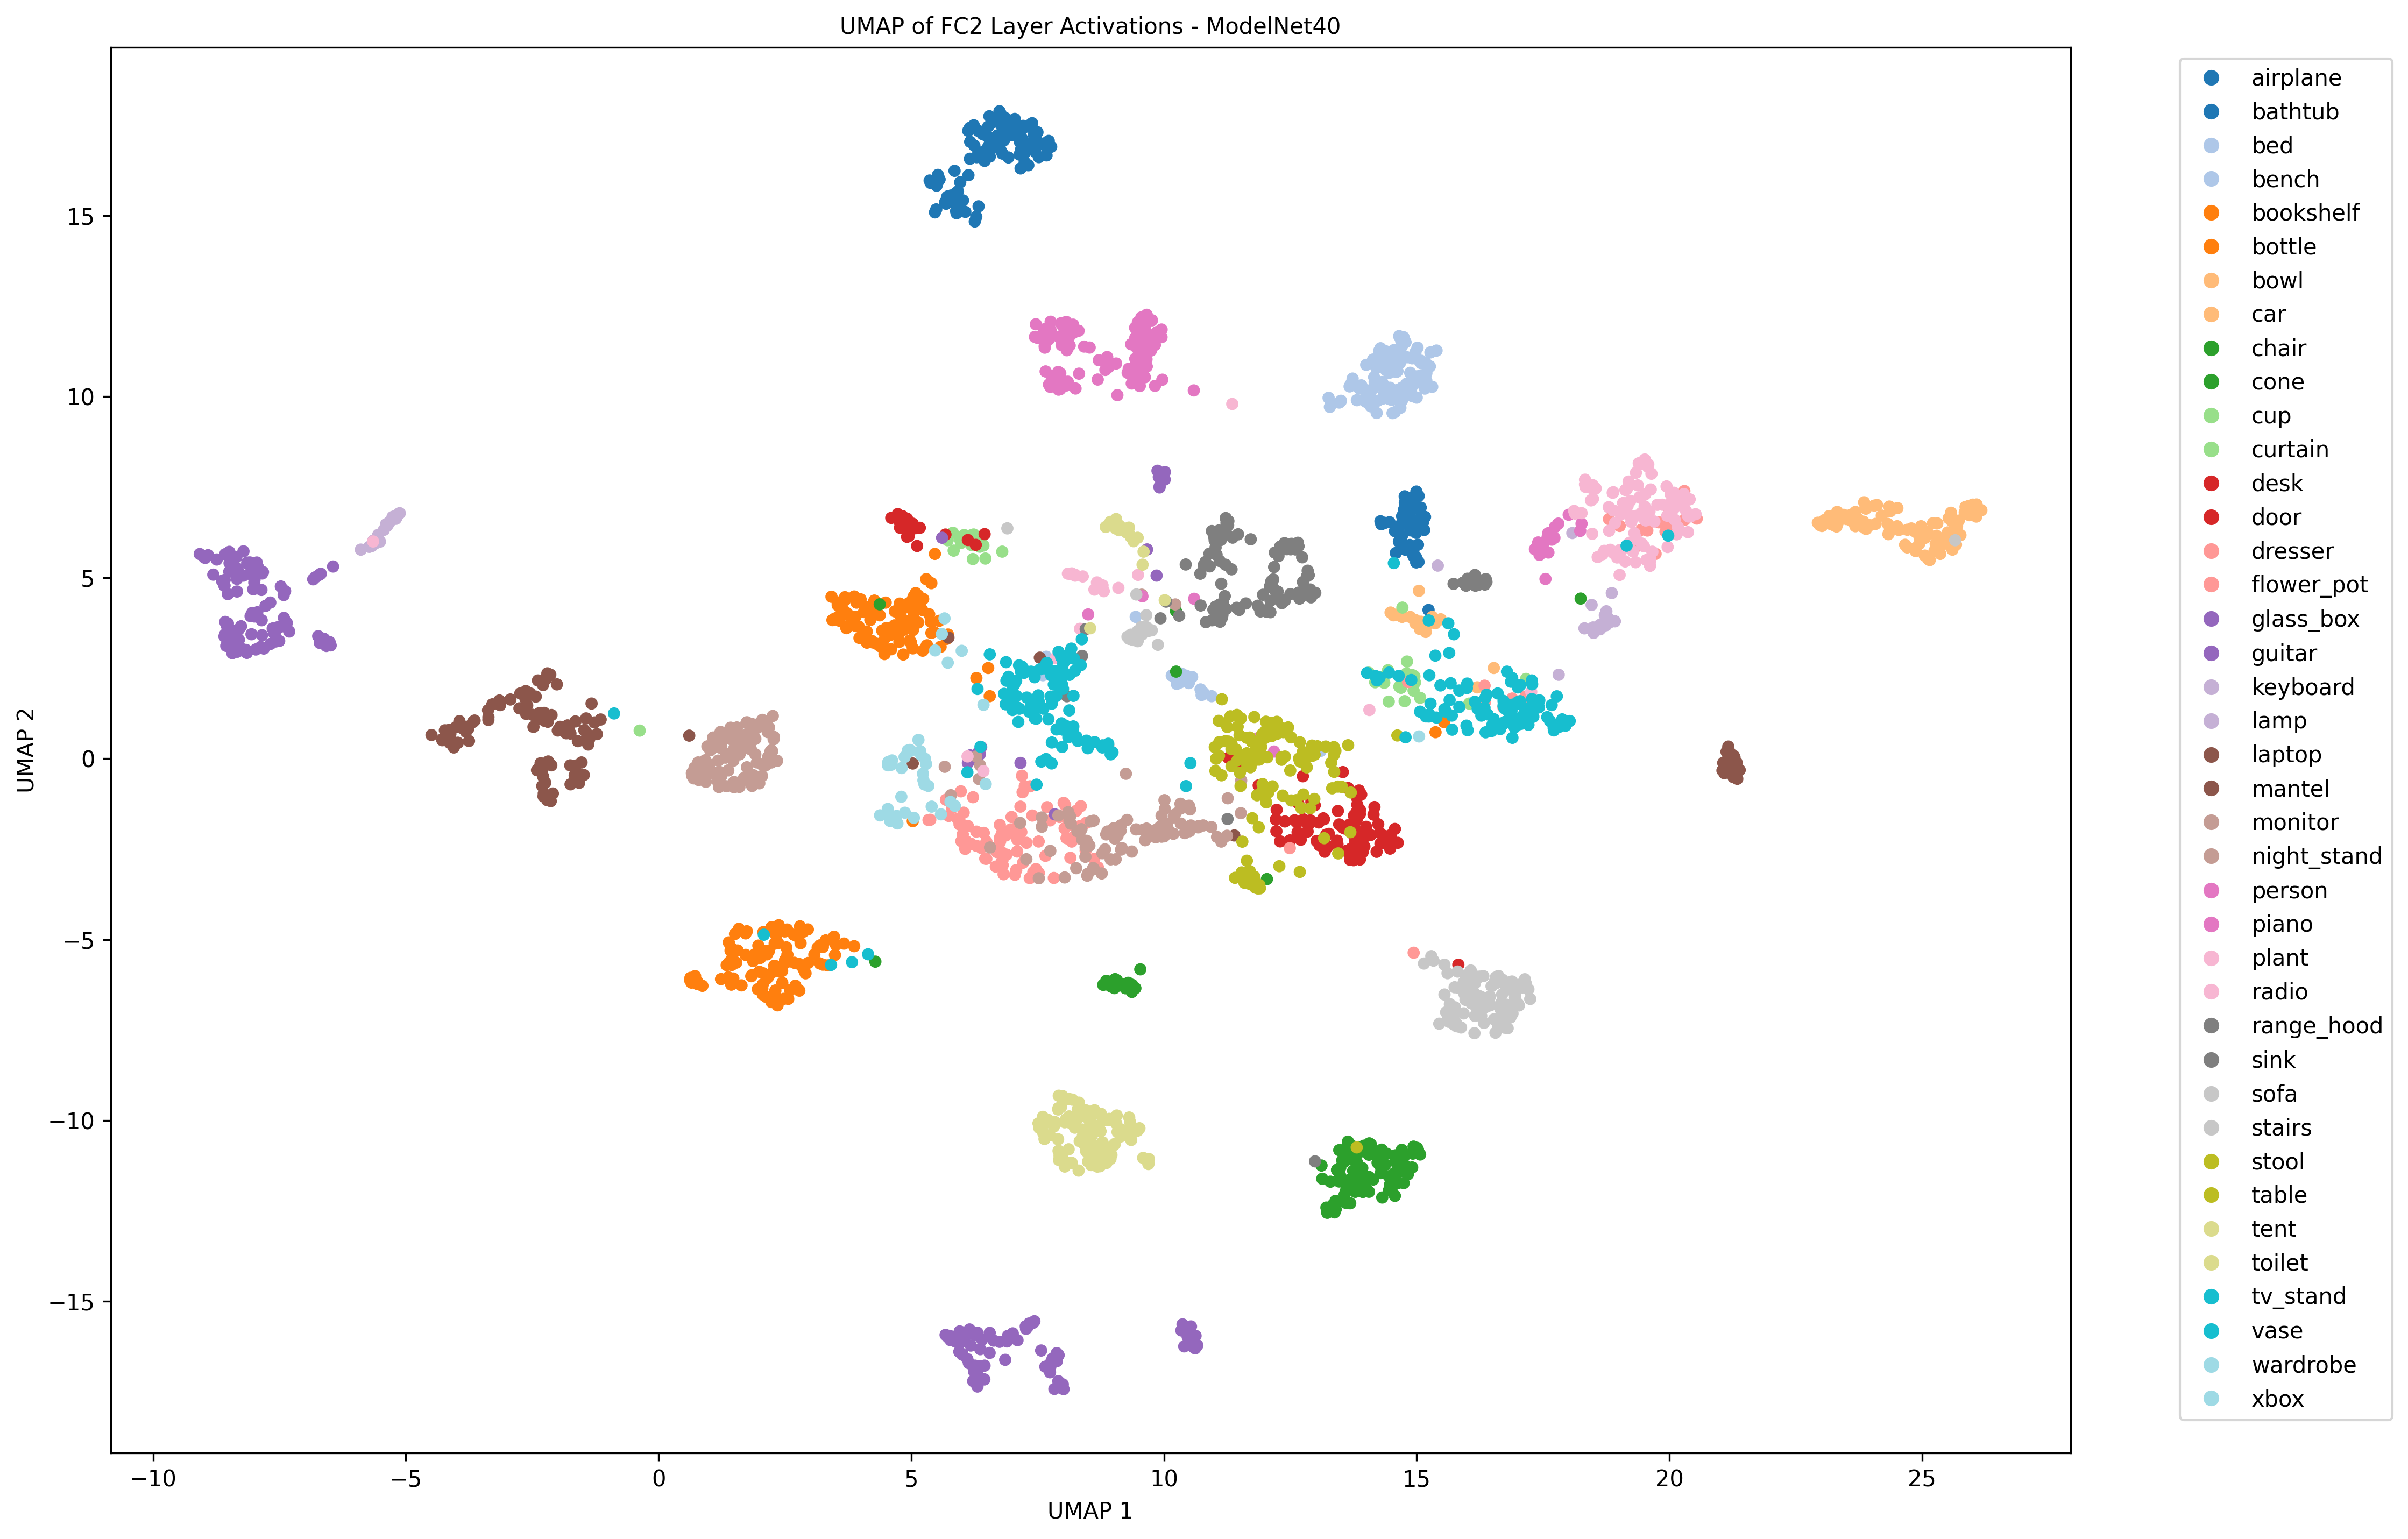 UMAP of FC2 Layer Activations - ModelNet40
UMAP 2
15
10
5
0
−5
−10
−15
−10
−5
0
5
10
15
20
25
UMAP 1
airplane
bathtub
bed
bench
bookshelf
bottle
bowl
car
chair
cone
cup
curtain
desk
door
dresser
flower_pot
glass_box
guitar
keyboard
lamp
laptop
mantel
monitor
night_stand
person
piano
plant
radio
range_hood
sink
sofa
stairs
stool
table
tent
toilet
tv_stand
vase
wardrobe
xbox